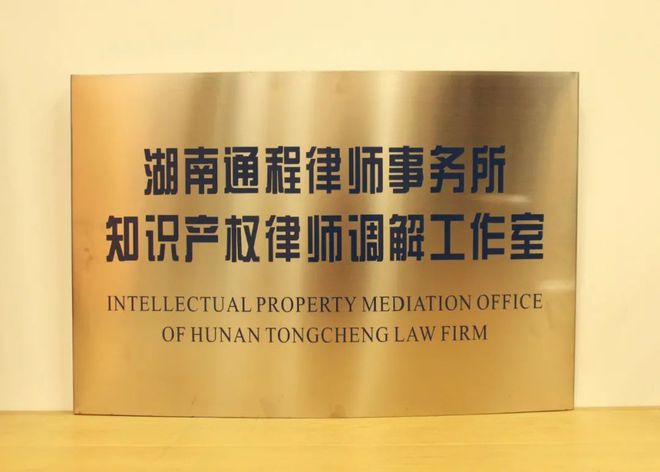 湖南通程律师事务所
知识产权律师调解工作室
INTELLECTUAL PROPERTY MEDIATION OFFICE
OF HUNAN TONGCHENG LAW FIRM